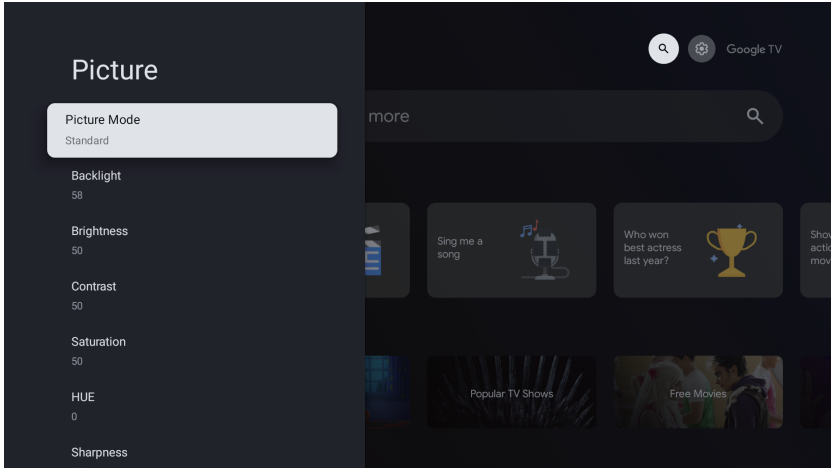 Picture
Picture Mode
Standard
Backlight
58
Brightness
50
Contrast
50
Saturation
50
HUE
0
Sharpness
Google TV
more
Sing me a
song
Who won
best actress
last year?
Popular TV Shows
Free Movies